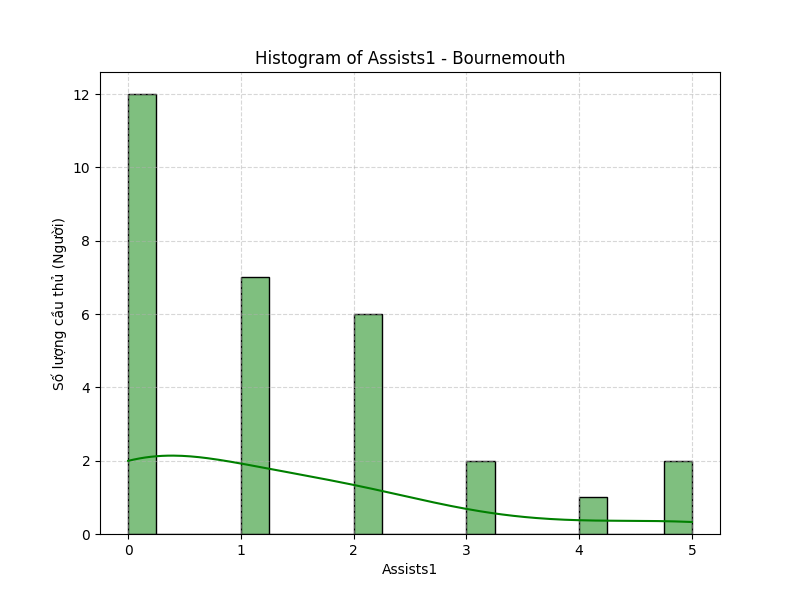 Histogram of Assists1 - Bournemouth
Số lượng cầu thủ (Người)
12
10
8
6
4
2
0
0 1 2 3 4 5
Assists1